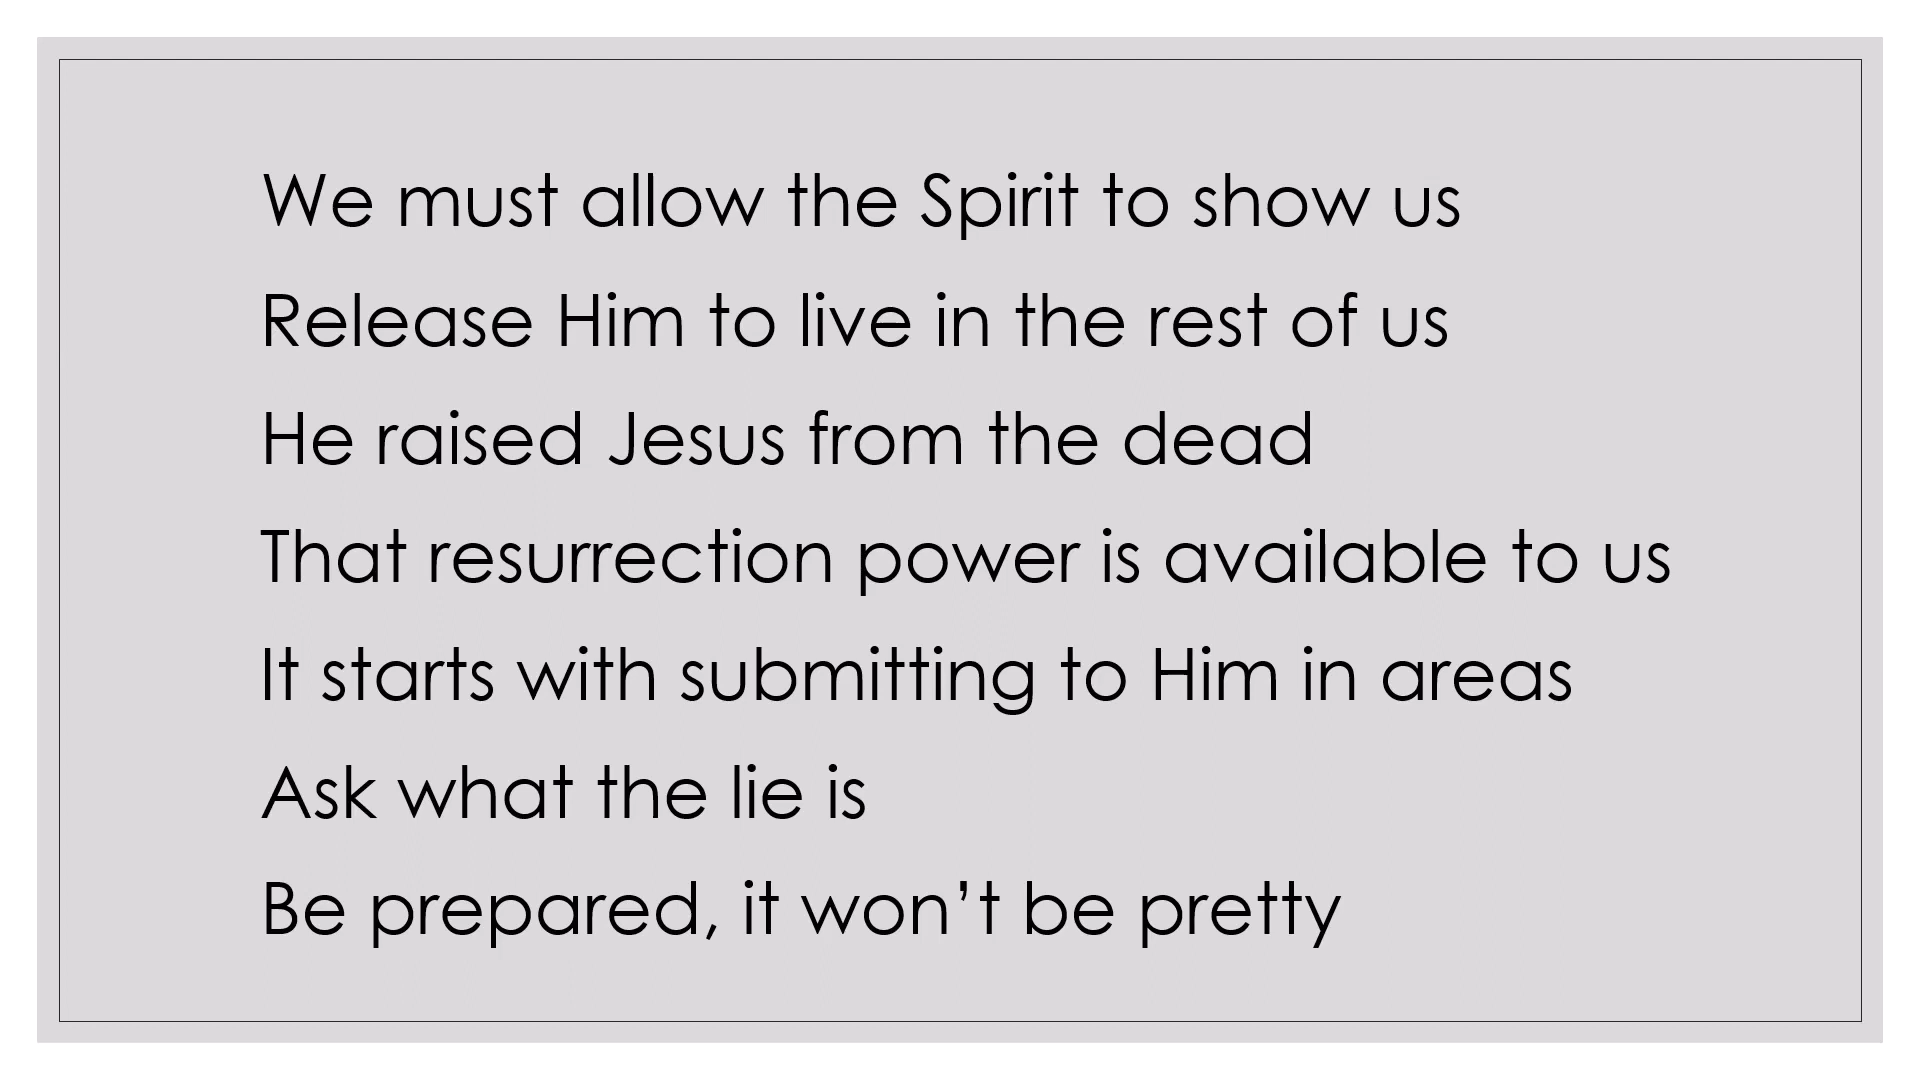 We must allow the Spirit to show us
Release Him to live in the rest of us
He raised Jesus from the dead
That resurrection power is available to us
It starts with submitting to Him in areas
Ask what the lie is
Be prepared, it won’t be pretty